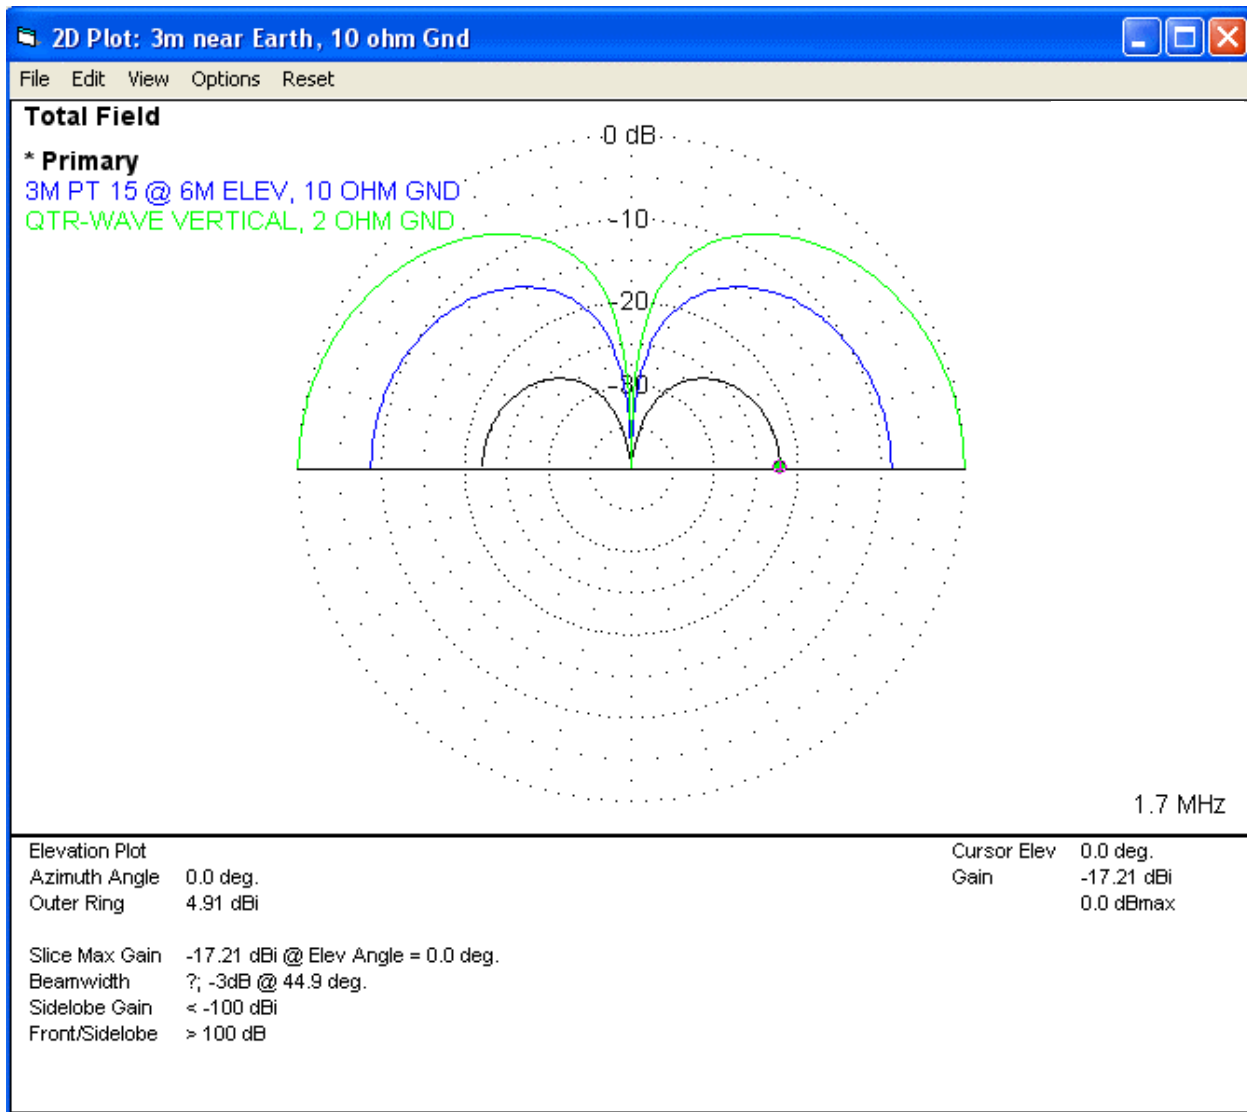 2D Plot: 3m near Earth, 10 ohm Gnd
File Edit View Options Reset
Total Field
* Primary
3M PT 15 @ 6M ELEV, 10 OHM GND
QTR-WAVE VERTICAL, 2 OHM GND
0 dB
-10
-20
-30
1.7 MHz
Elevation Plot
Azimuth Angle 0.0 deg.
Outer Ring 4.91 dBi
Cursor Elev 0.0 deg.
Gain -17.21 dBi
0.0 dBmax
Slice Max Gain -17.21 dBi @ Elev Angle = 0.0 deg.
Beamwidth ?; -3dB @ 44.9 deg.
Sidelobe Gain < -100 dBi
Front/Sidelobe > 100 dB